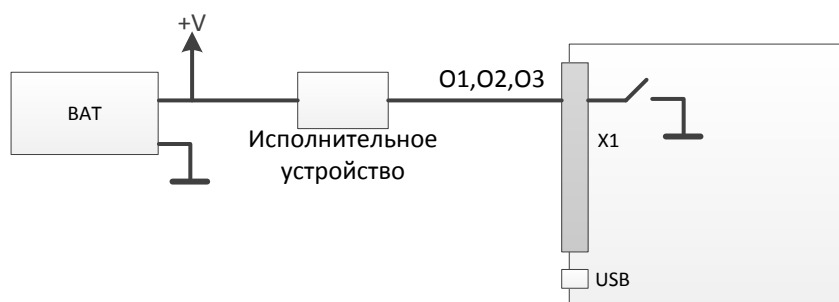 +V
BAT
Исполнительное
устройство
O1,O2,O3
X1
USB